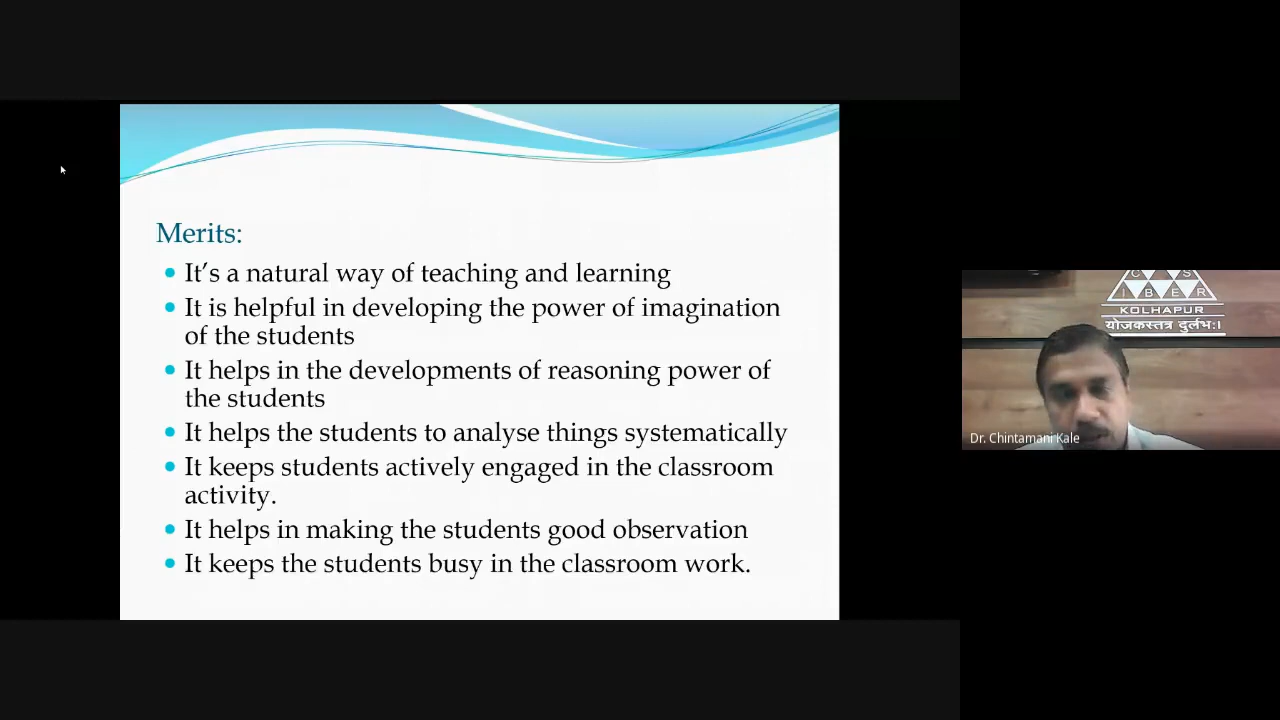 Merits:
It's a natural way of teaching and learning
It is helpful in developing the power of imagination
of the students
It helps in the developments of reasoning power of
the students
It helps the students to analyse things systematically
It keeps students actively engaged in the classroom
activity.
It helps in making the students good observation
It keeps the students busy in the classroom work.
C S
I B E R
KOLHAPUR
योजकस्तत्र दुर्लभः।
Dr. Chintamani Kale